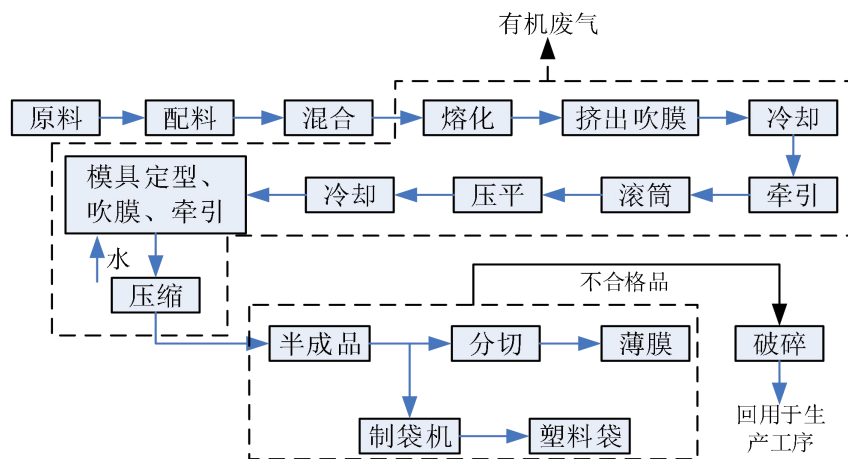 有机废气
原料
配料
混合
熔化
挤出吹膜
冷却
模具定型、
吹膜、牵引
冷却
压平
滚筒
牵引
水
压缩
不合格品
半成品
分切
薄膜
破碎
制袋机
塑料袋
回用于生
产工序